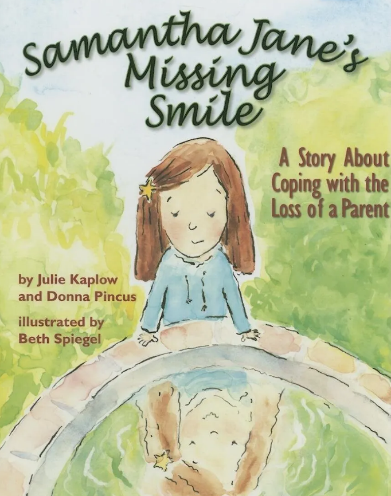 Samantha Jane's
Missing
Smile
A Story About
Coping with the
Loss of a Parent
by Julie Kaplow
and Donna Pincus
illustrated by
Beth Spiegel